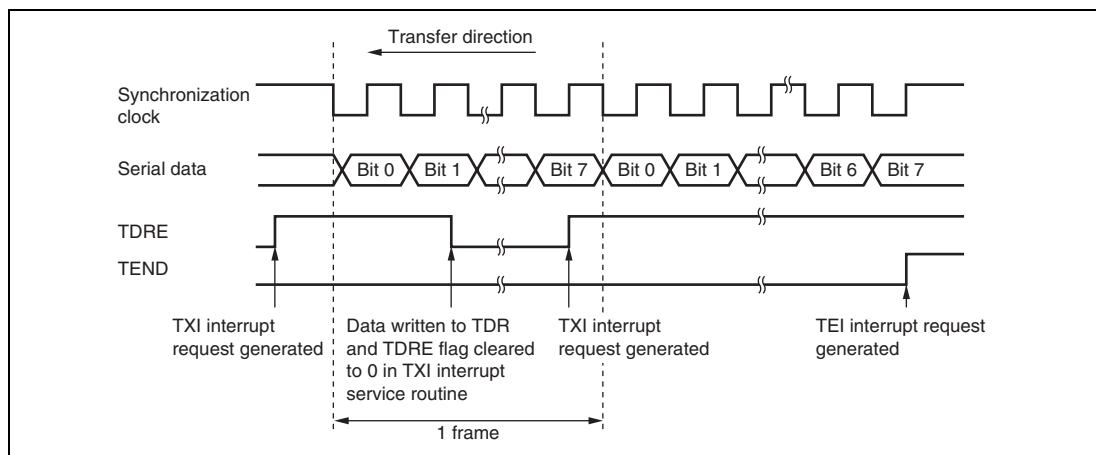 Transfer direction
Synchronization
clock
Serial data
Bit 0 Bit 1 Bit 7 Bit 0 Bit 1 Bit 6 Bit 7
TDRE
TEND
TXI interrupt
request generated
Data written to TDR
and TDRE flag cleared
to 0 in TXI interrupt
service routine
TXI interrupt
request generated
TEI interrupt request
generated
1 frame